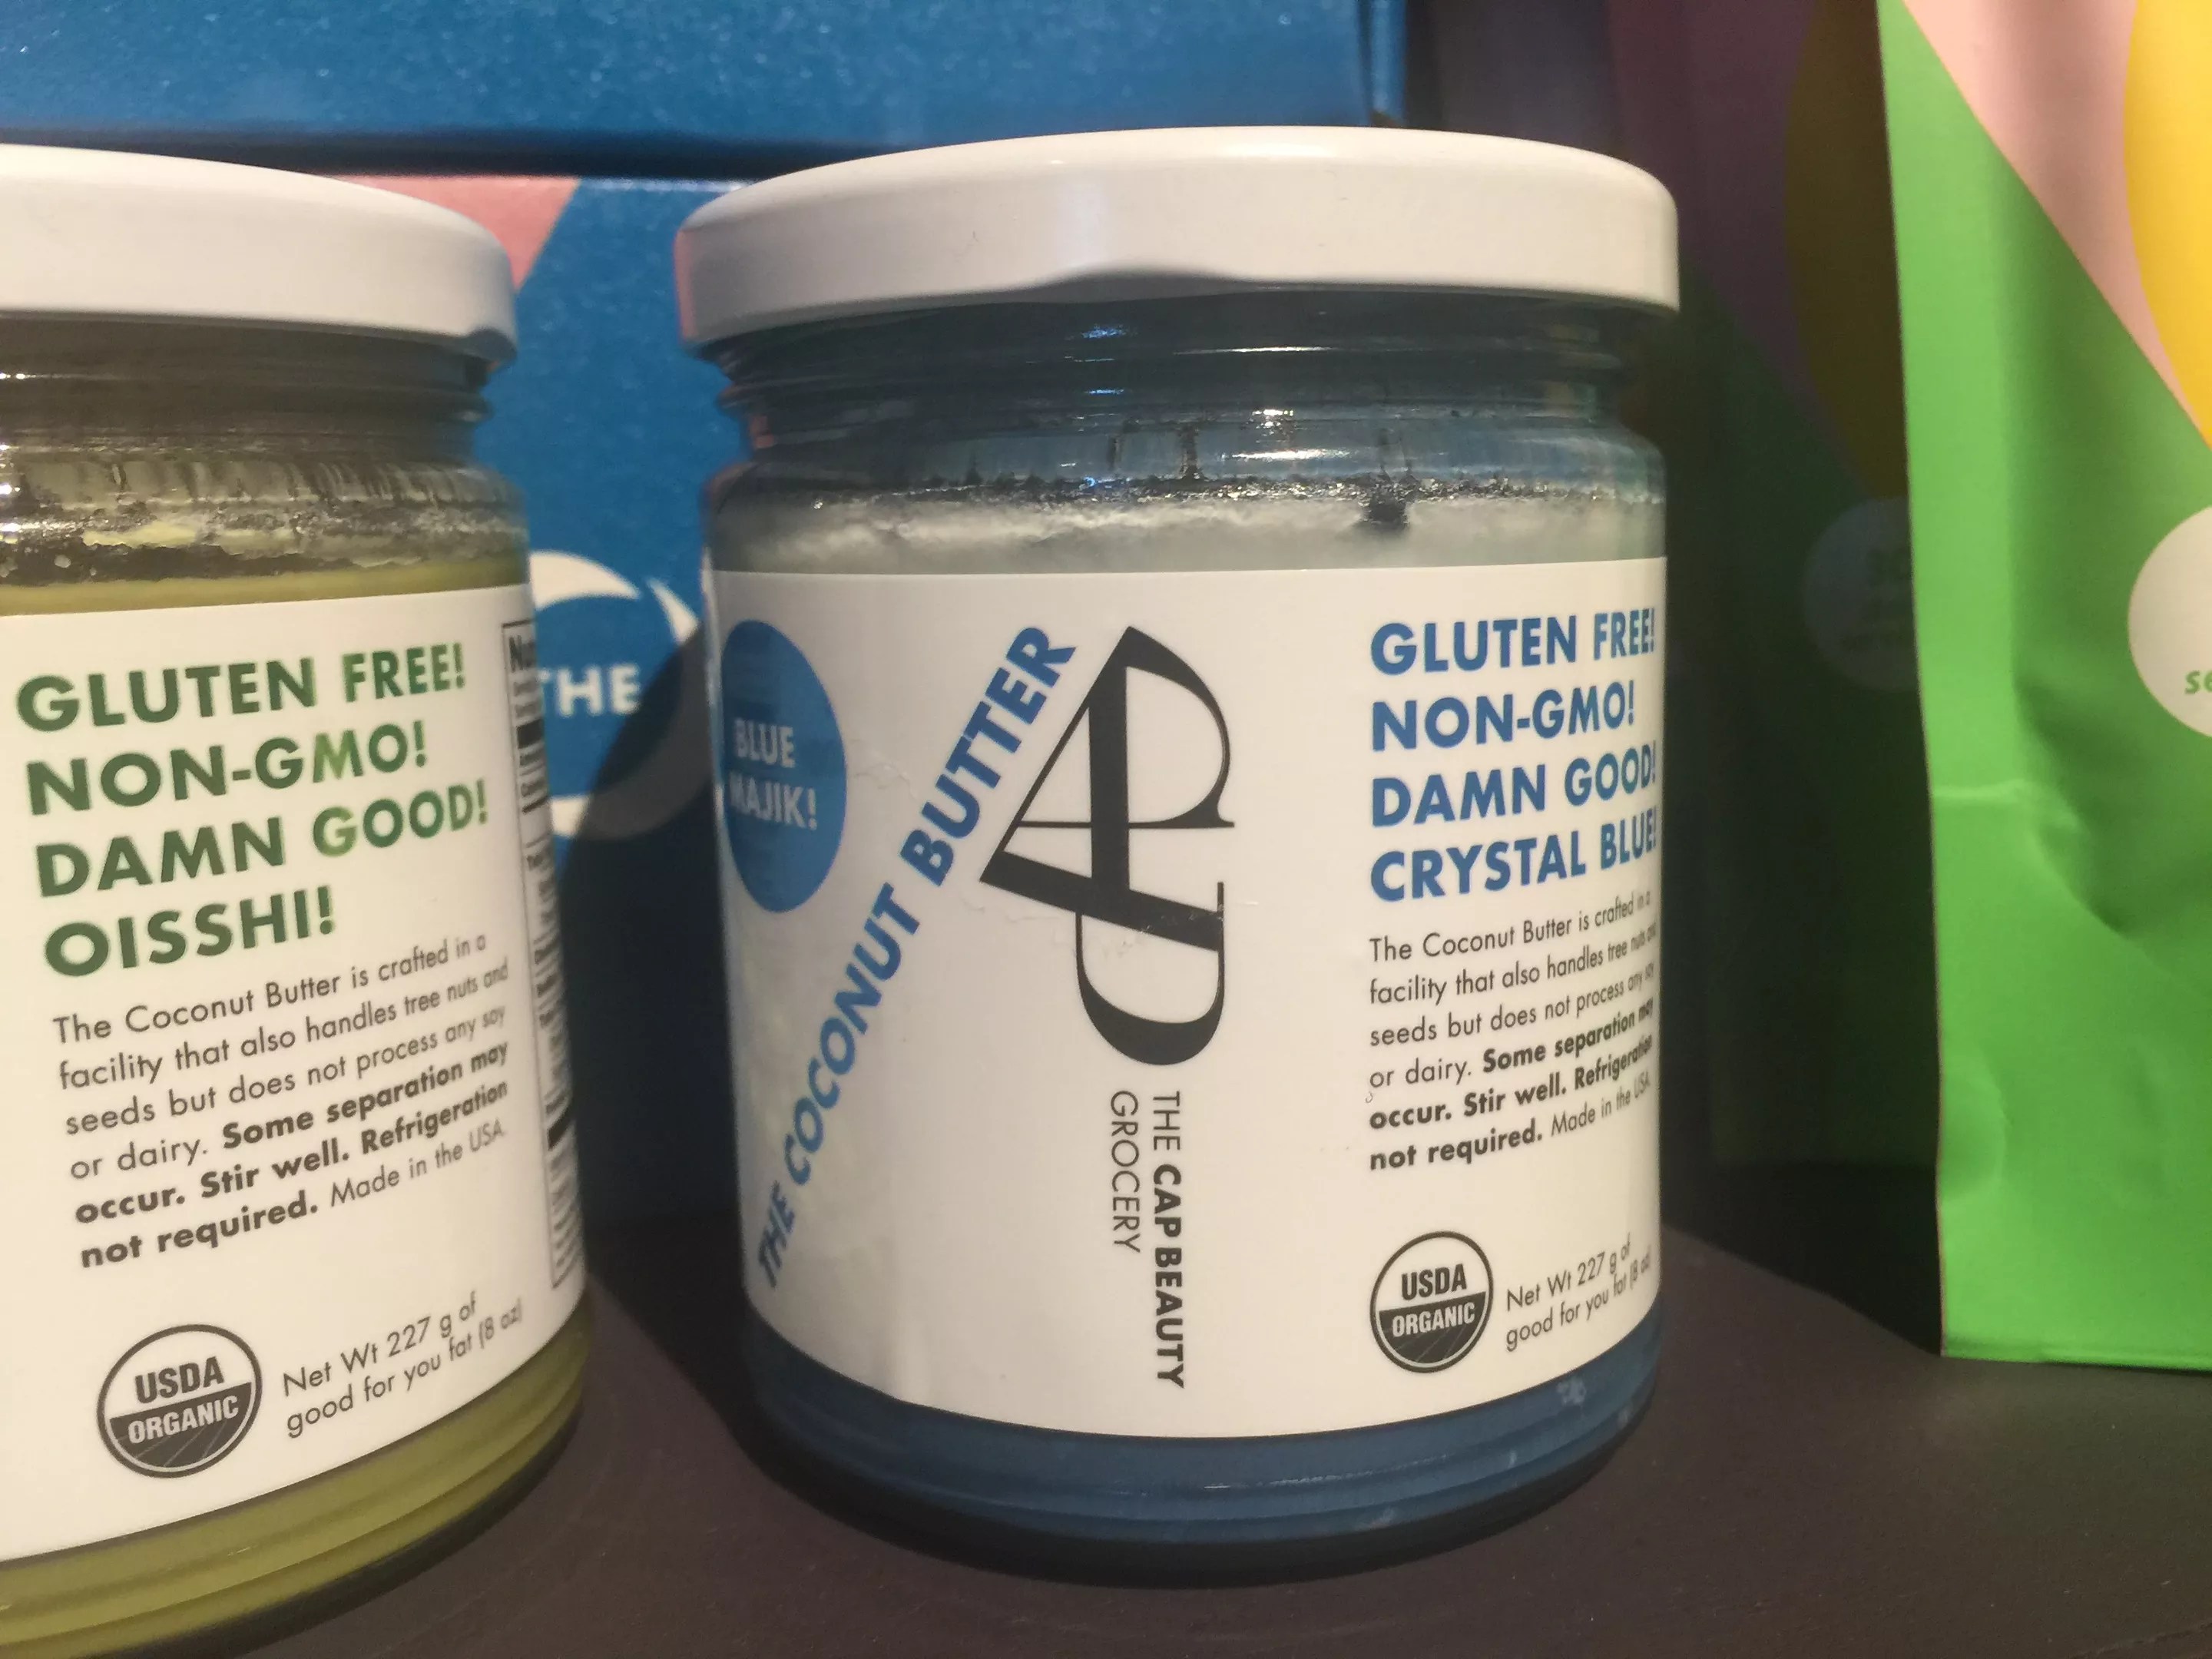 GLUTEN FREE!
NON-GMO!
DAMN GOOD!
OISSHI!
The Coconut Butter is crafted in a
facility that also handles tree nuts and
seeds but does not process any soy
or dairy. Some separation may
occur. Stir well. Refrigeration
not required. Made in the USA.
USDA
ORGANIC
Net Wt 227 g of
good for you fat (8 oz)
THE
BLUE
MAJIK!
THE COCONUT BUTTER
THE CAP BEAUTY
GROCERY
GLUTEN FREE!
NON-GMO!
DAMN GOOD!
CRYSTAL BLUE!
The Coconut Butter is crafted in a
facility that also handles tree nuts and
seeds but does not process any soy
or dairy. Some separation may
occur. Stir well. Refrigeration
not required. Made in the USA.
USDA
ORGANIC
Net Wt 227 g of
good for you fat (8 oz)